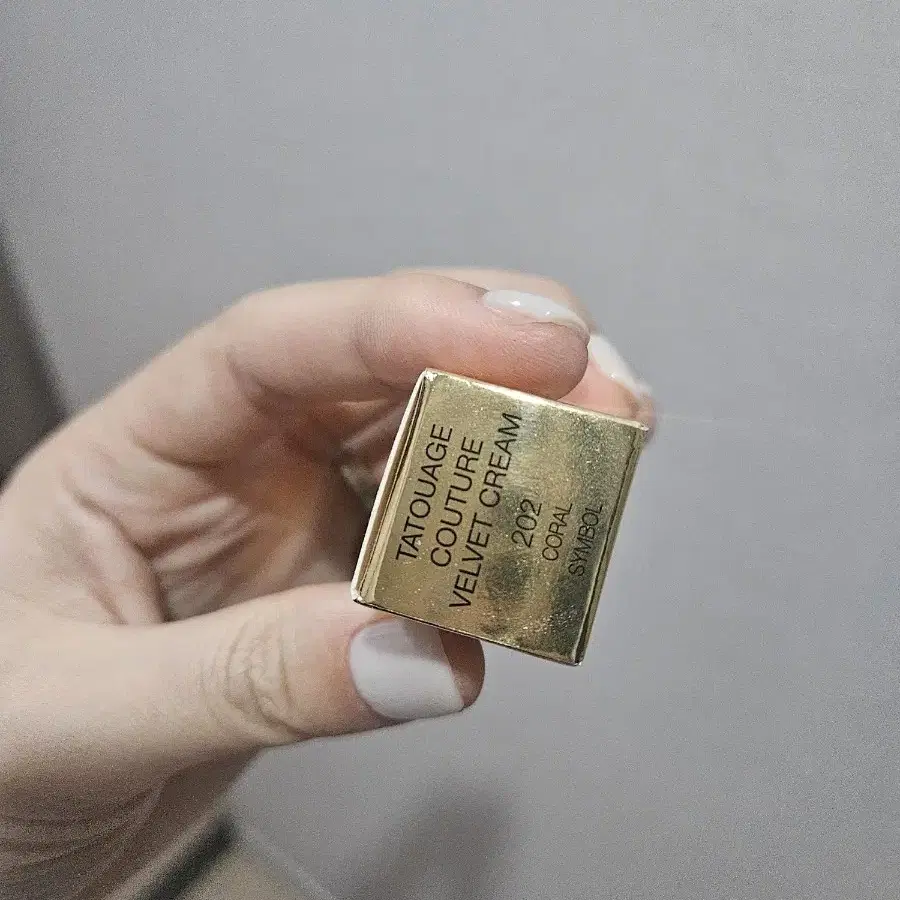 TATOUAGE
COUTURE
VELVET CREAM
202
CORAL
SYMBOL